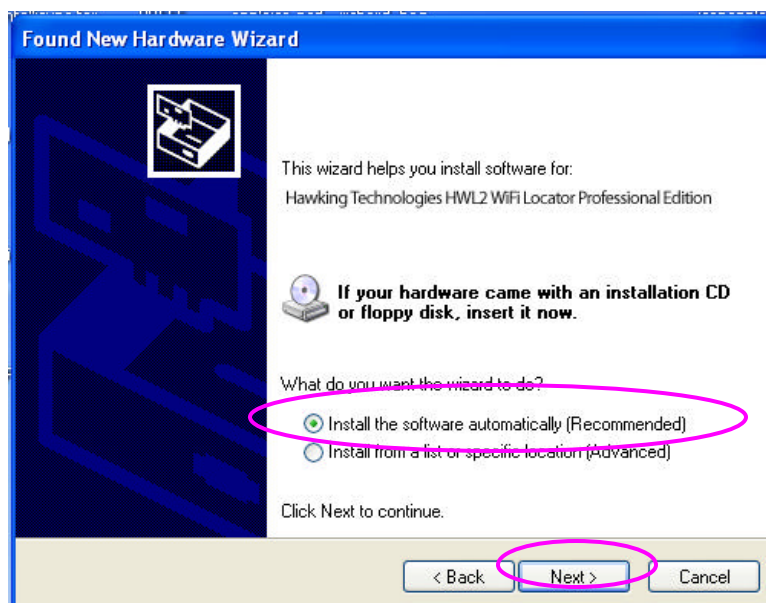 Found New Hardware Wizard
This wizard helps you install software for:
Hawking Technologies HWL2 WiFi Locator Professional Edition
If your hardware came with an installation CD
or floppy disk, insert it now.
What do you want the wizard to do?
Install the software automatically (Recommended)
Install from a list or specific location (Advanced)
Click Next to continue.
< Back
Next >
Cancel